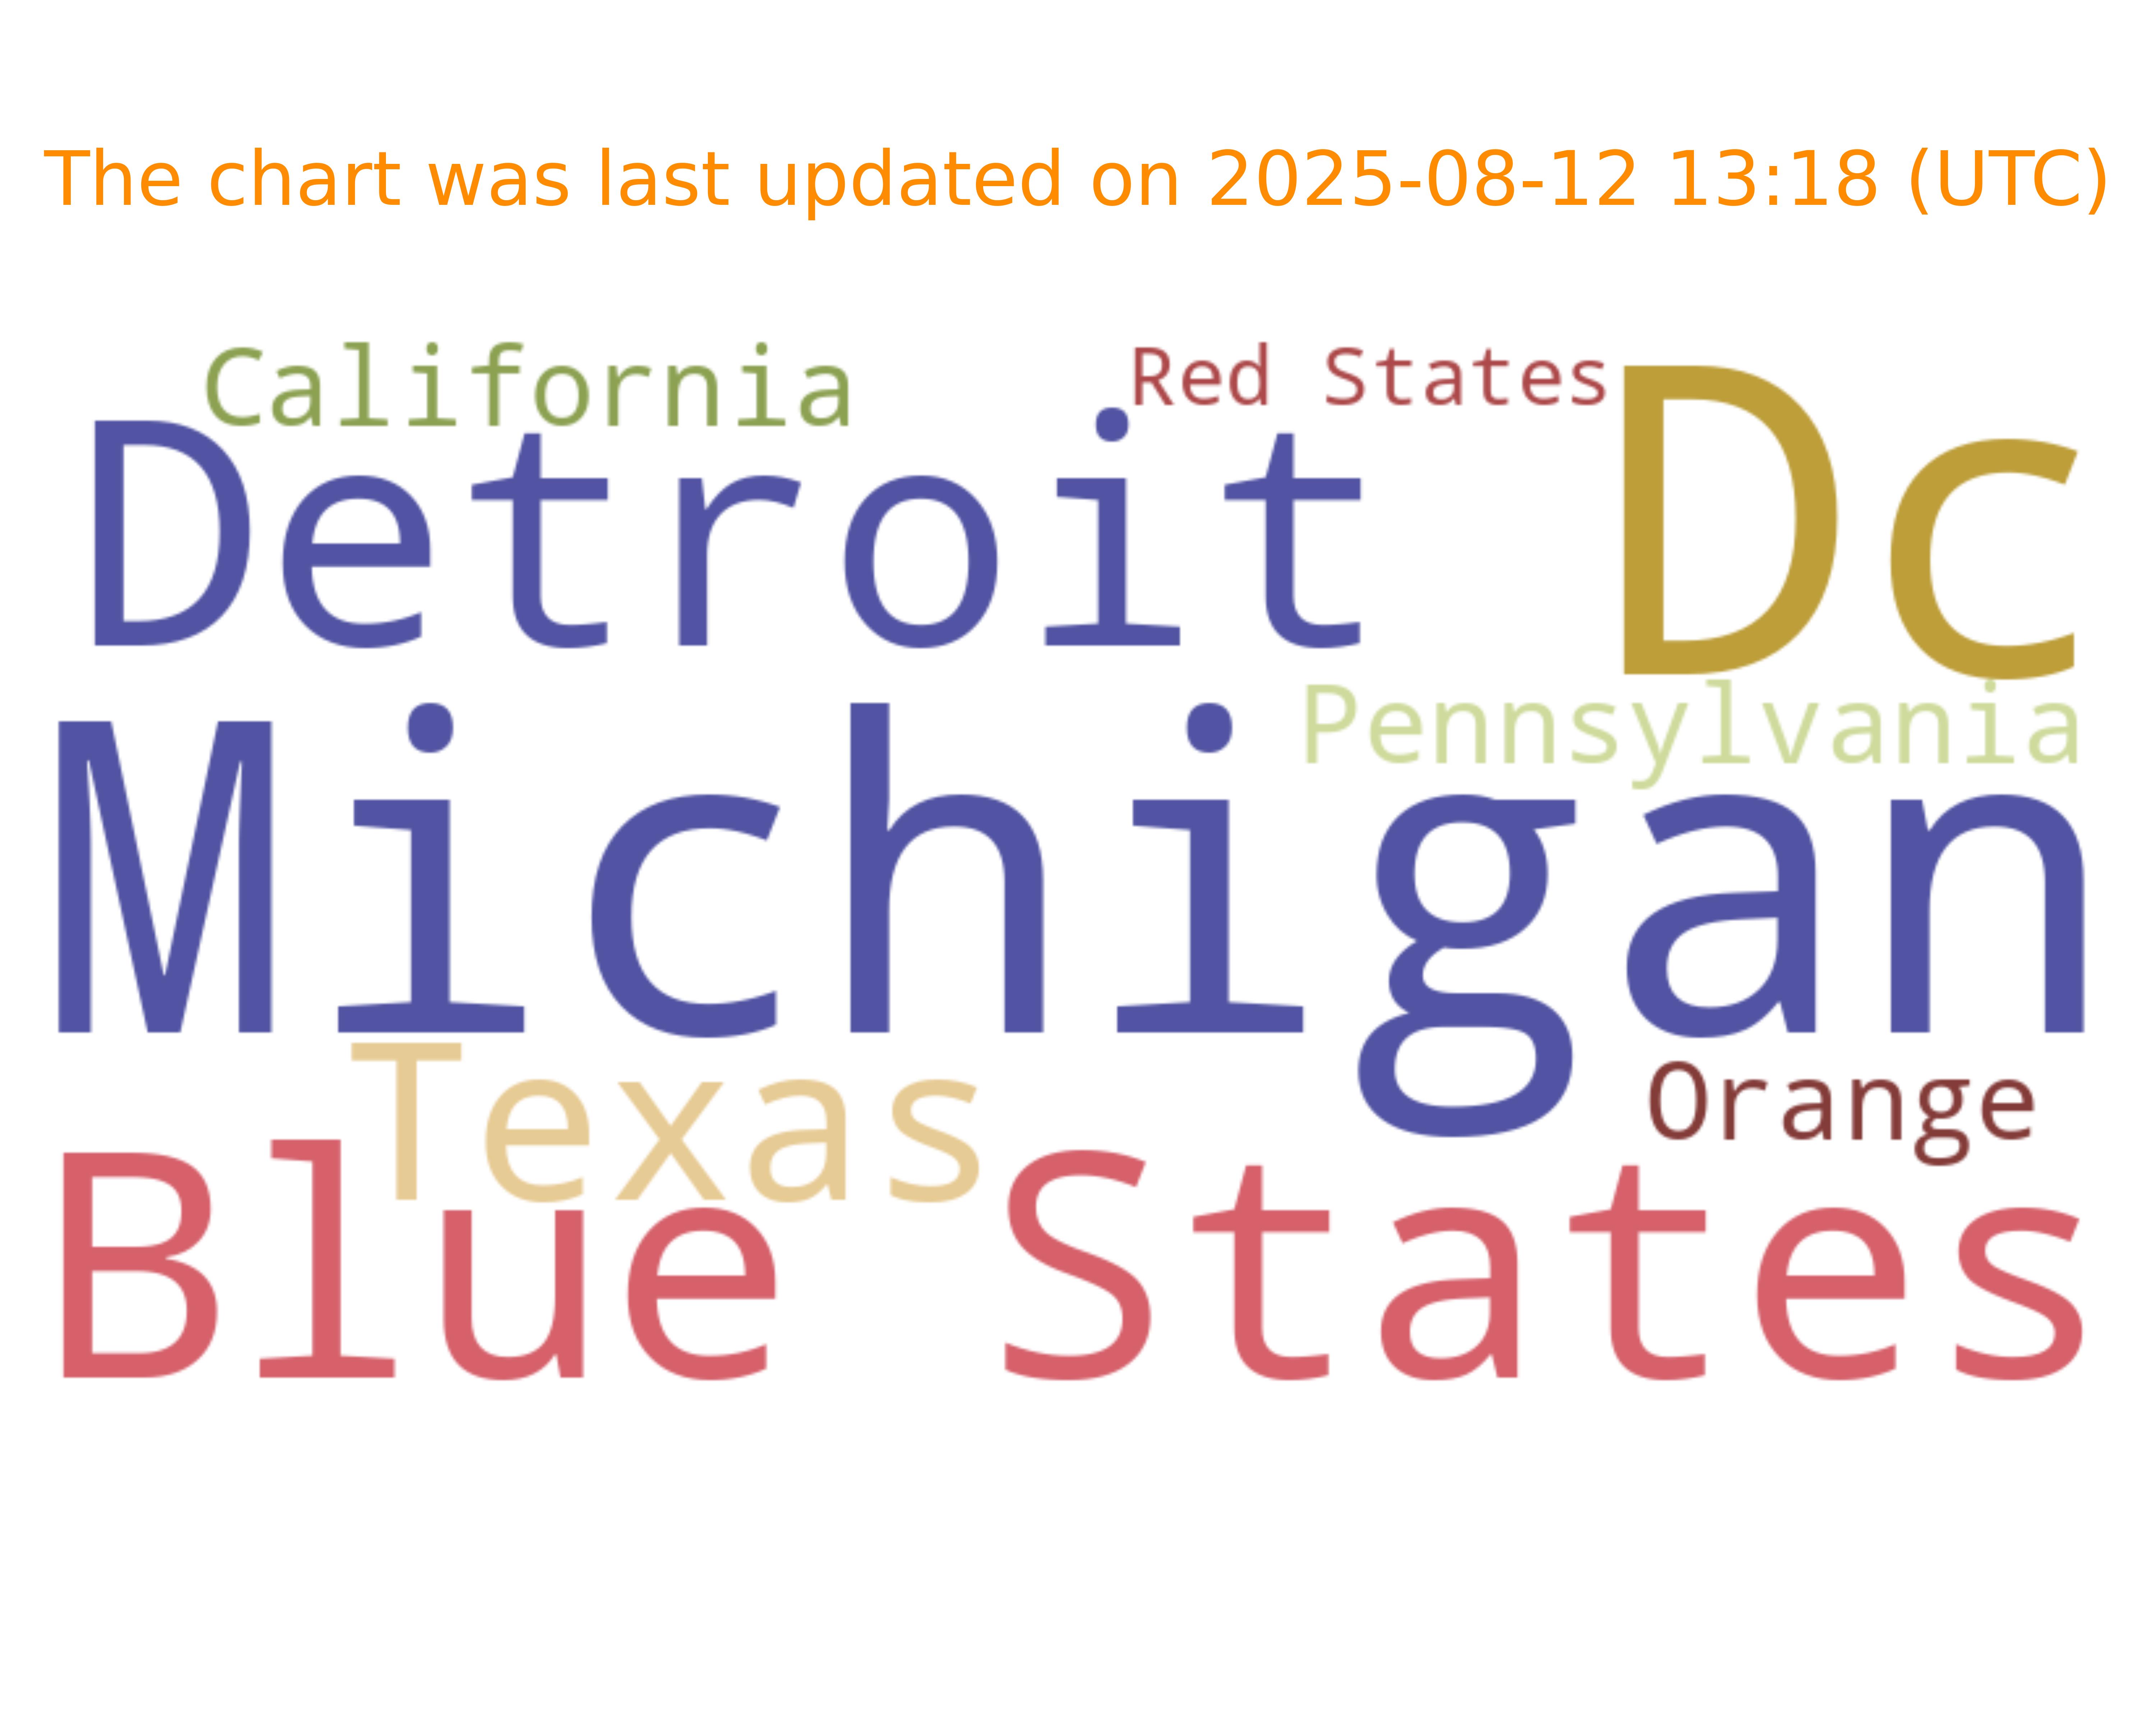 The chart was last updated on 2025-08-12 13:18 (UTC)
California
Red States
Detroit
Dc
Pennsylvania
Michigan
Texas
Orange
Blue States